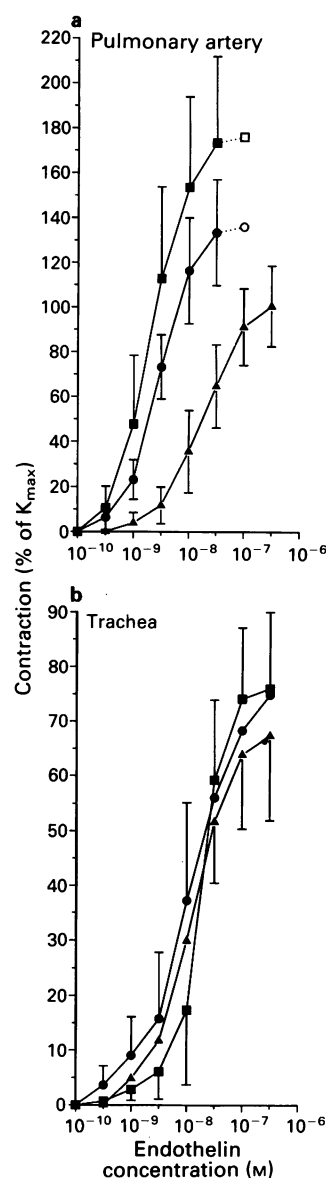 a
Pulmonary artery
220
200
180
160
140
120
100
80
60
40
20
0
10⁻¹⁰ 10⁻⁹ 10⁻⁸ 10⁻⁷ 10⁻⁶
Contraction (% of Kmax)
b
Trachea
90
80
70
60
50
40
30
20
10
0
10⁻¹⁰ 10⁻⁹ 10⁻⁸ 10⁻⁷ 10⁻⁶
Endothelin
concentration (M)